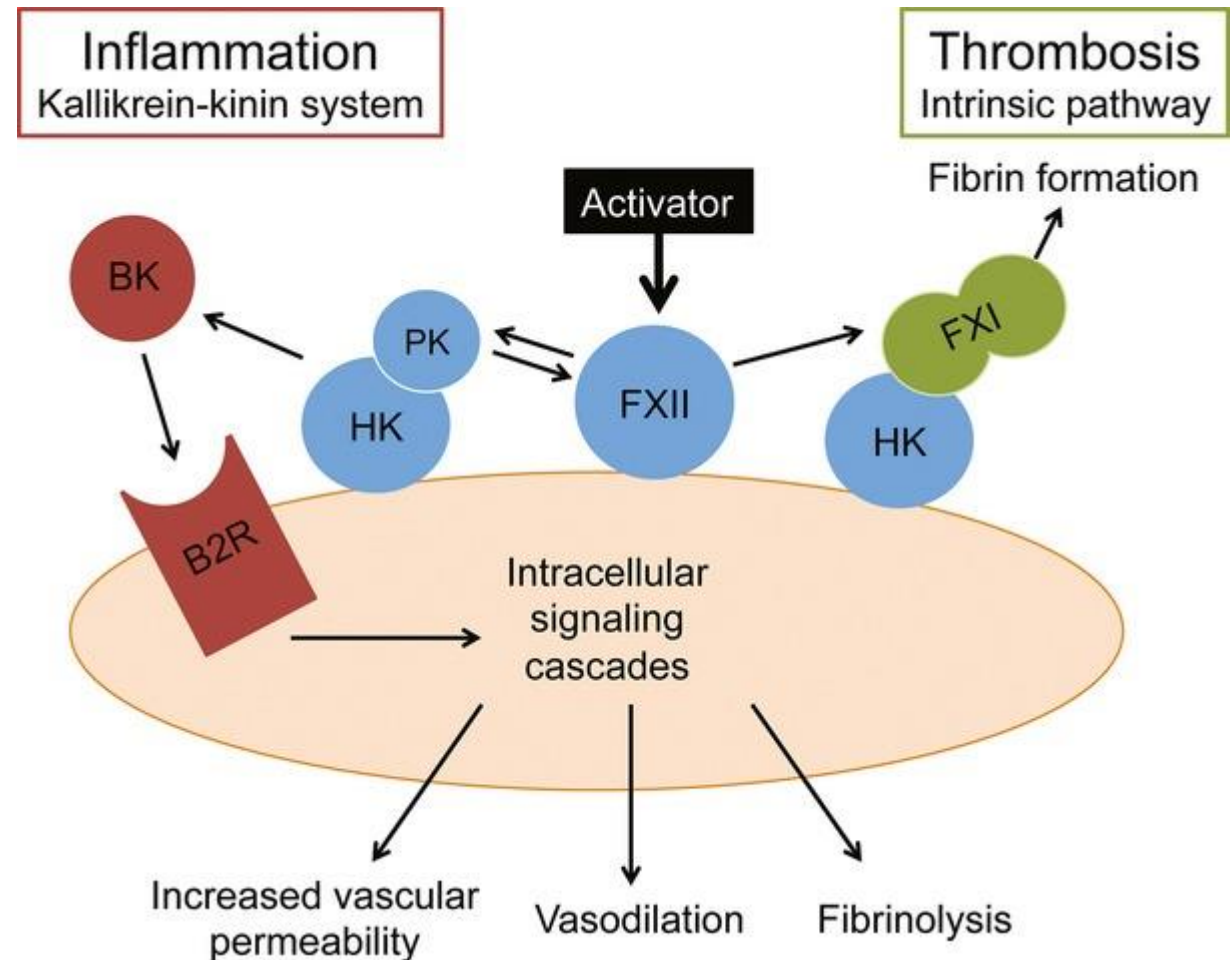 Inflammation
Kallikrein-kinin system
Thrombosis
Intrinsic pathway
Fibrin formation
Activator
BK
PK
HK
FXII
FXI
HK
B2R
Intracellular
signaling
cascades
Increased vascular
permeability
Vasodilation
Fibrinolysis